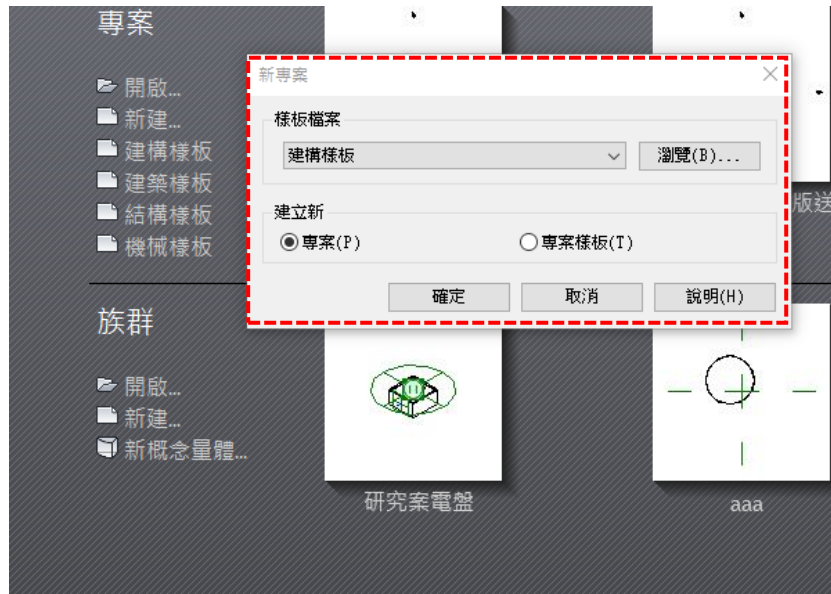 專案
開啟...
新建...
建構樣板
建築樣板
結構樣板
機械樣板
新專案
樣板檔案
建構樣板
瀏覽(B)...
建立新
專案(P)
專案樣板(T)
確定
取消
說明(H)
版送
族群
開啟...
新建...
新概念量體...
研究案電盤
aaa